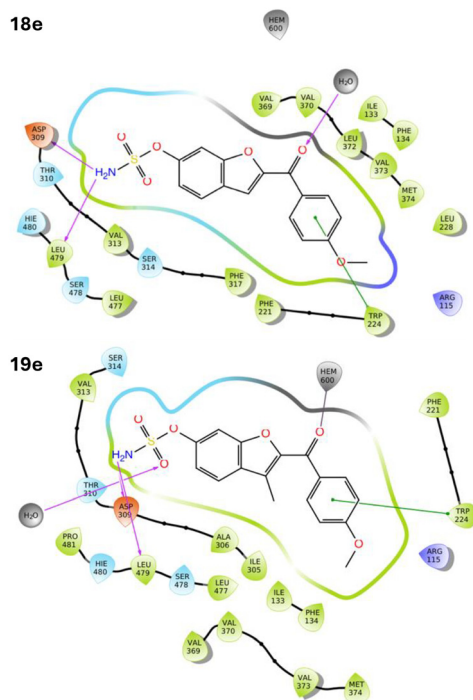 18e
HEM
600
H₂O
VAL
369
VAL
370
ILE
133
PHE
134
LEU
372
VAL
373
MET
374
LEU
228
ARG
115
ASP
309
THR
310
HIE
480
LEU
479
SER
478
LEU
477
VAL
313
SER
314
PHE
317
PHE
221
TRP
224
H₂N
S
O
O
O
O
O
O
19e
SER
314
VAL
313
HEM
600
PHE
221
TRP
224
ARG
115
H₂O
THR
310
ASP
309
PRO
481
HIE
480
LEU
479
SER
478
LEU
477
ALA
306
ILE
305
ILE
133
PHE
134
VAL
369
VAL
370
VAL
373
MET
374
H₂N
S
O
O
O
O
O
O